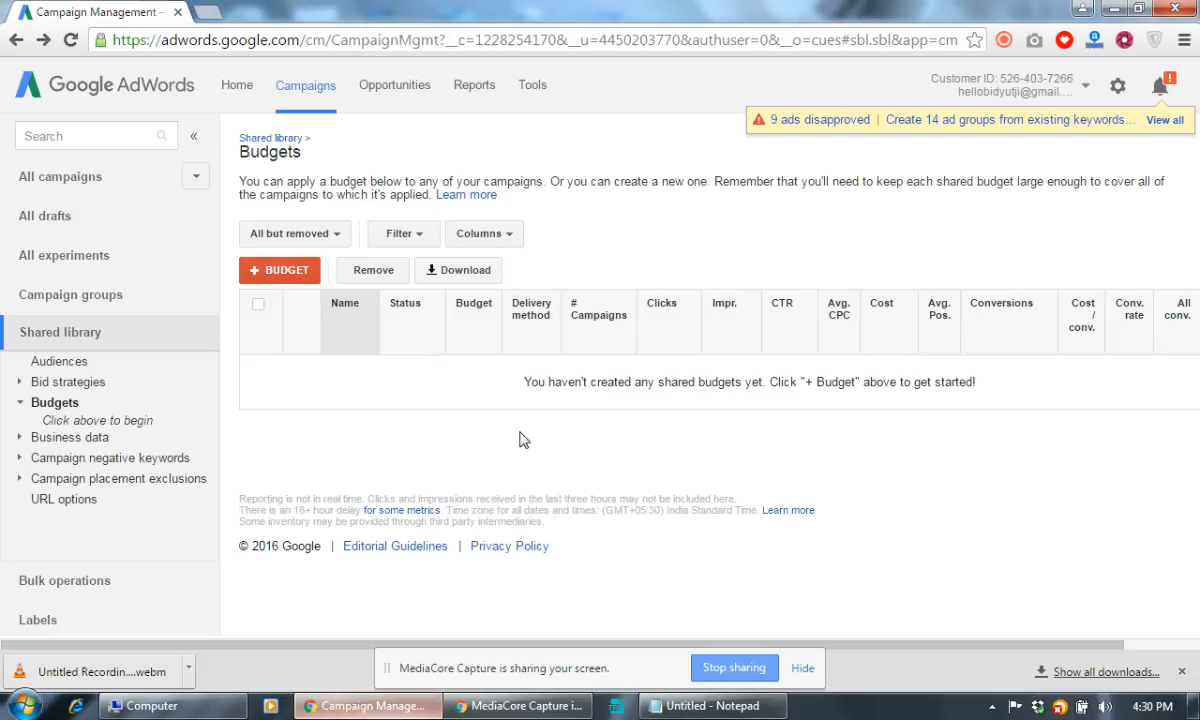 Campaign Management –
https://adwords.google.com/cm/CampaignMgmt?__c=1228254170&__u=4450203770&authuser=0&__o=cues#sbl.sbl&app=cm
Google AdWords
Home
Campaigns
Opportunities
Reports
Tools
Customer ID: 526-403-7266
hellobidyutji@gmail....
9 ads disapproved | Create 14 ad groups from existing keywords... View all
Search
«
All campaigns
All drafts
All experiments
Campaign groups
Shared library
Audiences
Bid strategies
Budgets
Click above to begin
Business data
Campaign negative keywords
Campaign placement exclusions
URL options
Bulk operations
Labels
Shared library >
Budgets
You can apply a budget below to any of your campaigns. Or you can create a new one. Remember that you'll need to keep each shared budget large enough to cover all of
the campaigns to which it's applied. Learn more
All but removed
Filter
Columns
+ BUDGET
Remove
Download
Name
Status
Budget
Delivery
method
#
Campaigns
Clicks
Impr.
CTR
Avg.
CPC
Cost
Avg.
Pos.
Conversions
Cost
/
conv.
Conv.
rate
All
conv.
You haven't created any shared budgets yet. Click "+ Budget" above to get started!
Reporting is not in real time. Clicks and impressions received in the last three hours may not be included here.
There is an 18+ hour delay for some metrics. Time zone for all dates and times: (GMT+05:30) India Standard Time. Learn more
Some inventory may be provided through third party intermediaries.
© 2016 Google | Editorial Guidelines | Privacy Policy
Untitled Recordin....webm
MediaCore Capture is sharing your screen.
Stop sharing
Hide
Show all downloads...
Computer
Campaign Manage...
MediaCore Capture i...
Untitled - Notepad
4:30 PM